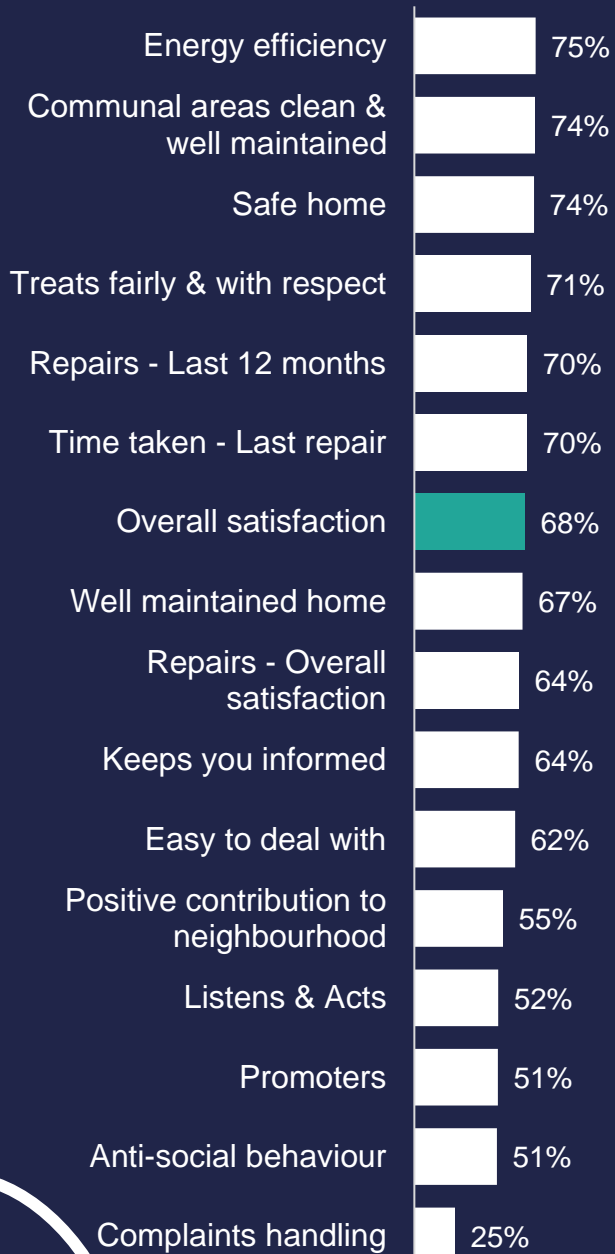 Energy efficiency 75%
Communal areas clean &
well maintained 74%
Safe home 74%
Treats fairly & with respect 71%
Repairs - Last 12 months 70%
Time taken - Last repair 70%
Overall satisfaction 68%
Well maintained home 67%
Repairs - Overall
satisfaction 64%
Keeps you informed 64%
Easy to deal with 62%
Positive contribution to
neighbourhood 55%
Listens & Acts 52%
Promoters 51%
Anti-social behaviour 51%
Complaints handling 25%